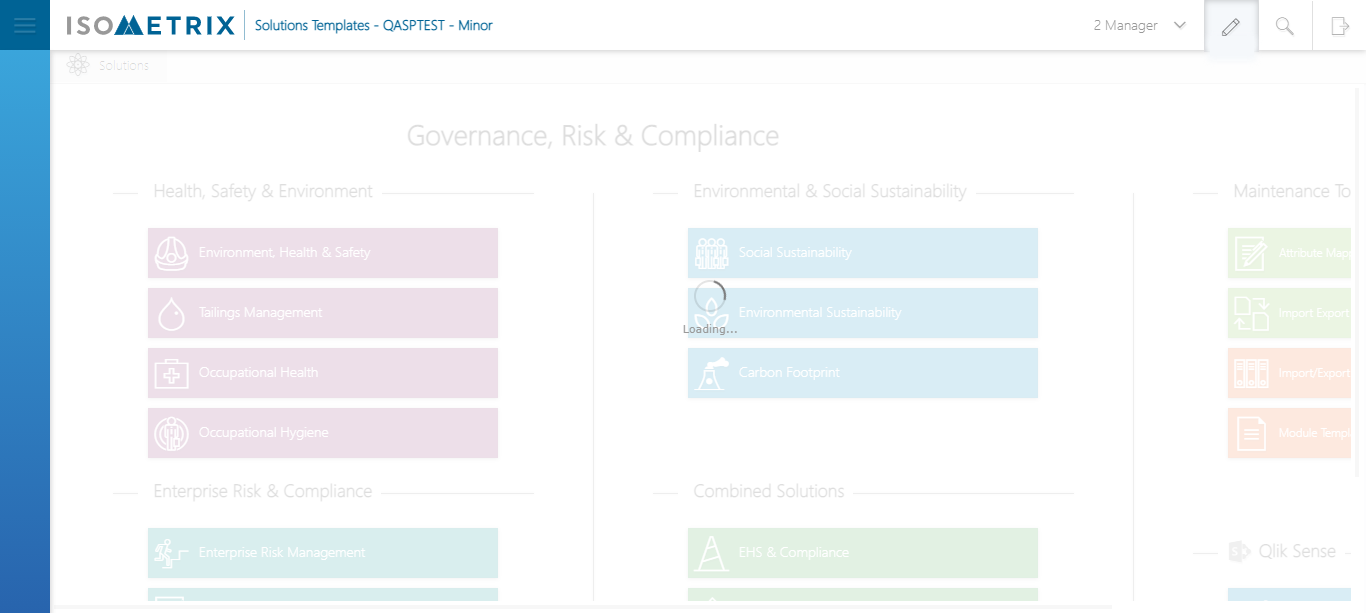 ISOMETRIX
Solutions Templates - QASPTEST - Minor
2 Manager
Solutions
Governance, Risk & Compliance
Health, Safety & Environment
Environment, Health & Safety
Tailings Management
Occupational Health
Occupational Hygiene
Enterprise Risk & Compliance
Enterprise Risk Management
Environmental & Social Sustainability
Social Sustainability
Environmental Sustainability
Loading...
Carbon Footprint
Combined Solutions
EHS & Compliance
Maintenance To
Attribute Mapp
Import Export
Import/Export
Module Templ
Qlik Sense